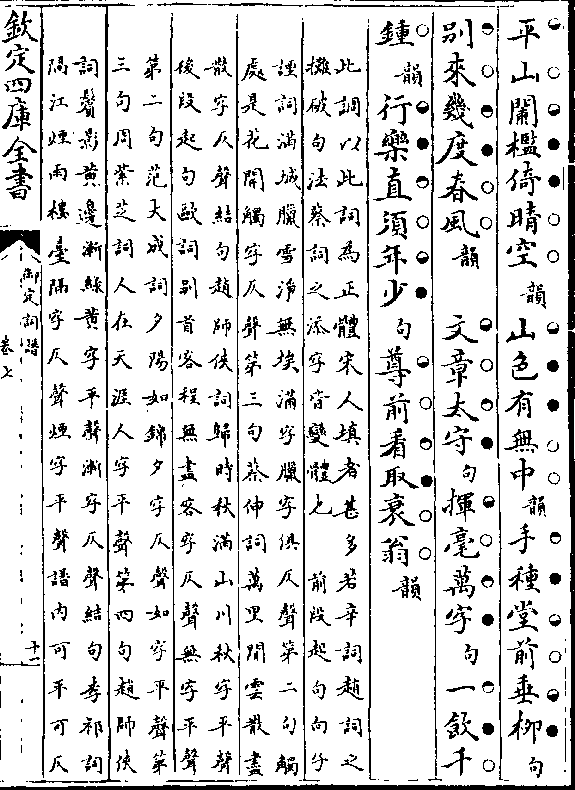 平山闌檻倚晴空韻山色有無中韻手種堂前垂柳句
别來幾度春風韻　文章太守句揮毫萬字句一飲千
鍾韻行樂直須年少句尊前看取衰翁韻
此調以此詞為正體宋人填者甚多若辛詞趙詞之
攤破句法蔡詞之添字皆變體也　前段起句向子
諲詞滿城臘雪淨無埃滿字臘字俱仄聲第二句觸
處是花開觸字仄聲第三句蔡伸詞萬里閒雲散盡
散字仄聲結句趙師俠詞歸時秋滿山川秋字平聲
後段起句歐詞别首客程無盡客字仄聲無字平聲
第二句范大成詞夕陽如錦夕字仄聲如字平聲第
三句周紫芝詞人在天涯人字平聲第四句趙師俠
詞聲影黄邊漸綠黄字平聲漸字仄聲結句李祁詞
隔江煙雨樓臺隔字仄聲煙字平聲譜内可平可仄
欽定四庫全書
御定詞譜
卷七
十一